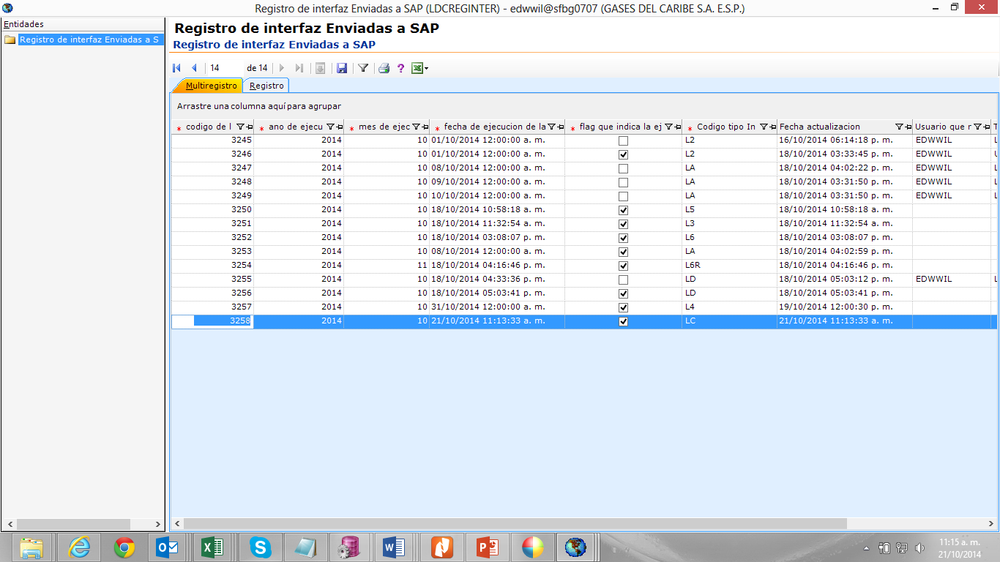 Registro de interfaz Enviadas a SAP (LDCREGINTER) - edwwil@sfbg0707 (GASES DEL CARIBE S.A. E.S.P.)
Entidades
Registro de interfaz Enviadas a S
Registro de interfaz Enviadas a SAP
Registro de interfaz Enviadas a SAP
14 de 14
Multiregistro Registro
Arrastre una columna aquí para agrupar
* codigo de l * ano de ejecu * mes de ejec * fecha de ejecucion de la * flag que indica la ej * Codigo tipo In Fecha actualizacion Usuario que r T
3245 2014 10 01/10/2014 12:00:00 a. m. L2 16/10/2014 06:14:18 p. m. EDWWIL
3246 2014 10 01/10/2014 12:00:00 a. m. L2 18/10/2014 03:33:45 p. m. EDWWIL
3247 2014 10 08/10/2014 12:00:00 a. m. LA 18/10/2014 04:02:22 p. m. EDWWIL
3248 2014 10 09/10/2014 12:00:00 a. m. LA 18/10/2014 03:31:50 p. m. EDWWIL
3249 2014 10 10/10/2014 12:00:00 a. m. LA 18/10/2014 03:31:50 p. m. EDWWIL
3250 2014 10 18/10/2014 10:58:18 a. m. L5 18/10/2014 10:58:18 a. m.
3251 2014 10 18/10/2014 11:32:54 a. m. L3 18/10/2014 11:32:54 a. m.
3252 2014 10 18/10/2014 03:08:07 p. m. L6 18/10/2014 03:08:07 p. m.
3253 2014 10 08/10/2014 12:00:00 a. m. LA 18/10/2014 04:02:59 p. m.
3254 2014 11 18/10/2014 04:16:46 p. m. L6R 18/10/2014 04:16:46 p. m.
3255 2014 10 18/10/2014 04:33:36 p. m. LD 18/10/2014 05:03:12 p. m. EDWWIL
3256 2014 10 18/10/2014 05:03:41 p. m. LD 18/10/2014 05:03:41 p. m.
3257 2014 10 31/10/2014 12:00:00 a. m. L4 19/10/2014 12:00:30 p. m.
3258 2014 10 21/10/2014 11:13:33 a. m. LC 21/10/2014 11:13:33 a. m.
11:15 a. m.
21/10/2014